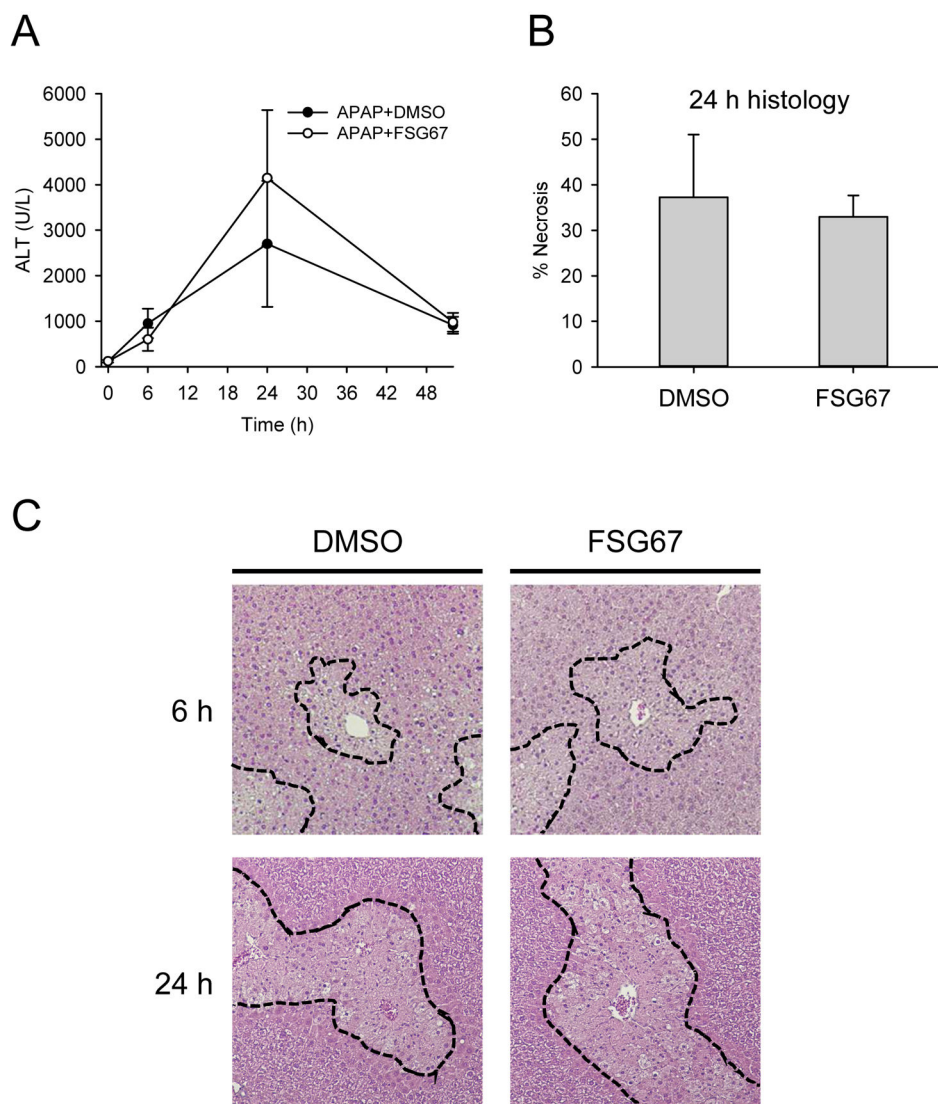 A
6000
5000
4000
3000
2000
1000
0
ALT (U/L)
APAP+DMSO
APAP+FSG67
0 6 12 18 24 30 36 42 48
Time (h)
B
24 h histology
60
50
40
30
20
10
0
% Necrosis
DMSO FSG67
C
DMSO FSG67
6 h
24 h